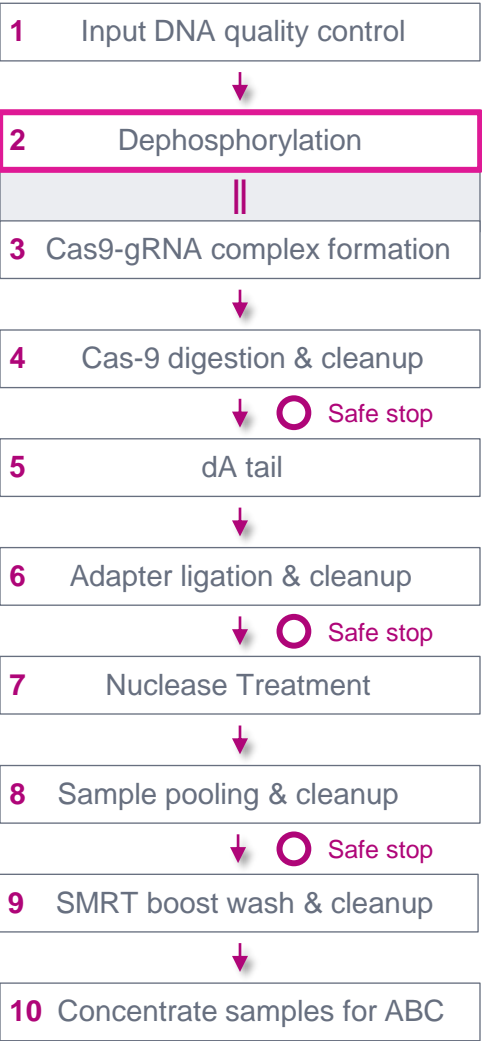 1 Input DNA quality control
2 Dephosphorylation
3 Cas9-gRNA complex formation
4 Cas-9 digestion & cleanup
Safe stop
5 dA tail
6 Adapter ligation & cleanup
Safe stop
7 Nuclease Treatment
8 Sample pooling & cleanup
Safe stop
9 SMRT boost wash & cleanup
10 Concentrate samples for ABC